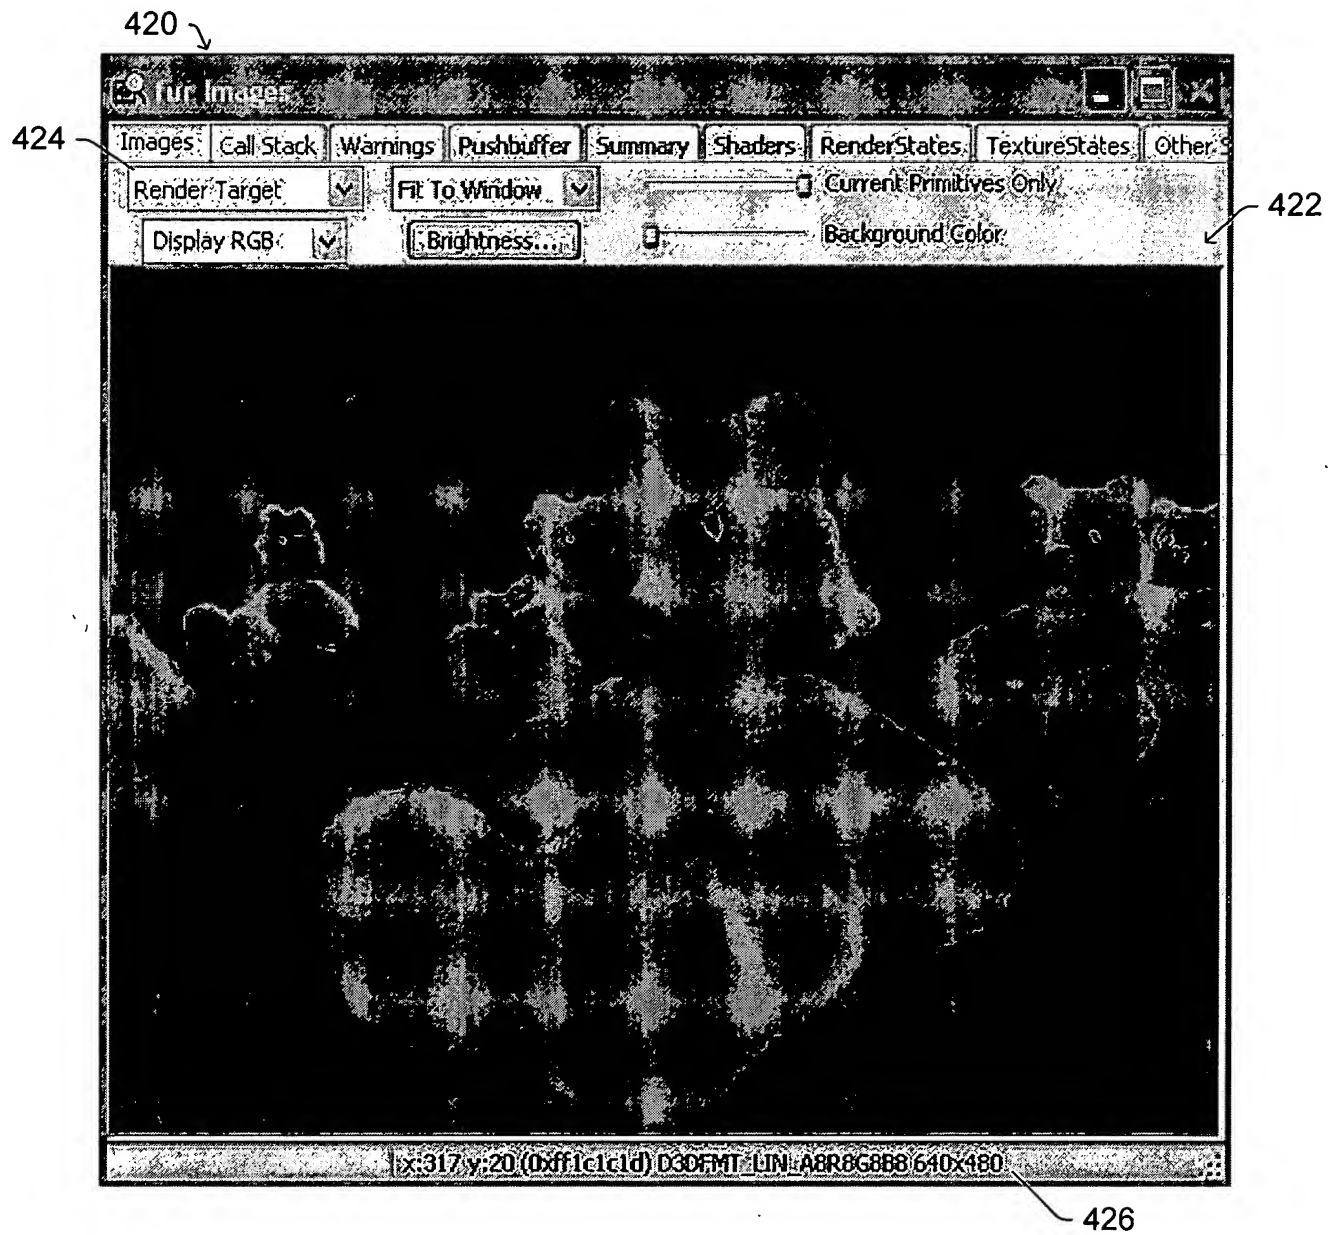 420
fur Images
424
Images Call Stack Warnings Pushbuffer Summary Shaders RenderStates TextureStates Other S
Render Target Fit To Window Current Primitives Only
422
Display RGB Brightness... Background Color
x:317 y:20 (0xff1c1c1d) D3DFMT_LIN_A8R8G8B8 640x480
426